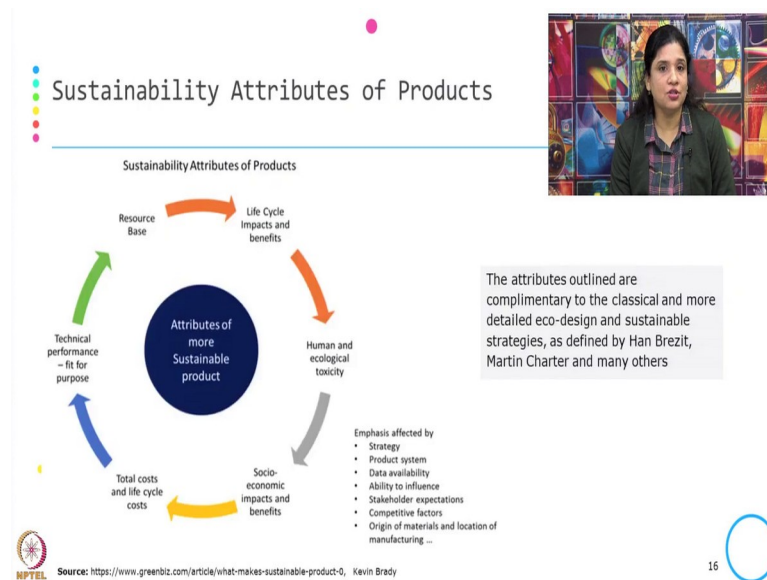 Sustainability Attributes of Products
Sustainability Attributes of Products
Resource
Base
Life Cycle
Impacts and
benefits
Human and
ecological
toxicity
Socio-
economic
impacts and
benefits
Total costs
and life cycle
costs
Technical
performance
– fit for
purpose
Attributes of
more
Sustainable
product
Emphasis affected by
• Strategy
• Product system
• Data availability
• Ability to influence
• Stakeholder expectations
• Competitive factors
• Origin of materials and location of
manufacturing ...
The attributes outlined are
complimentary to the classical and more
detailed eco-design and sustainable
strategies, as defined by Han Brezit,
Martin Charter and many others
NPTEL
Source: https://www.greenbiz.com/article/what-makes-sustainable-product-0, Kevin Brady
16